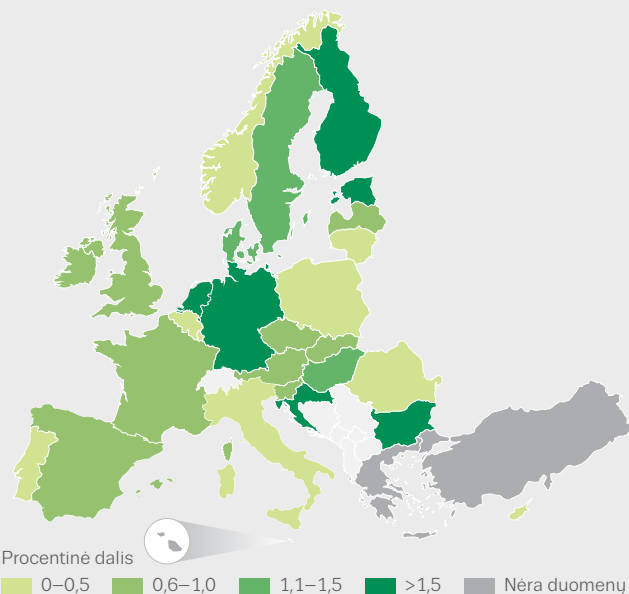 Procentinė dalis
0–0,5 0,6–1,0 1,1–1,5 >1,5 Nėra duomenų